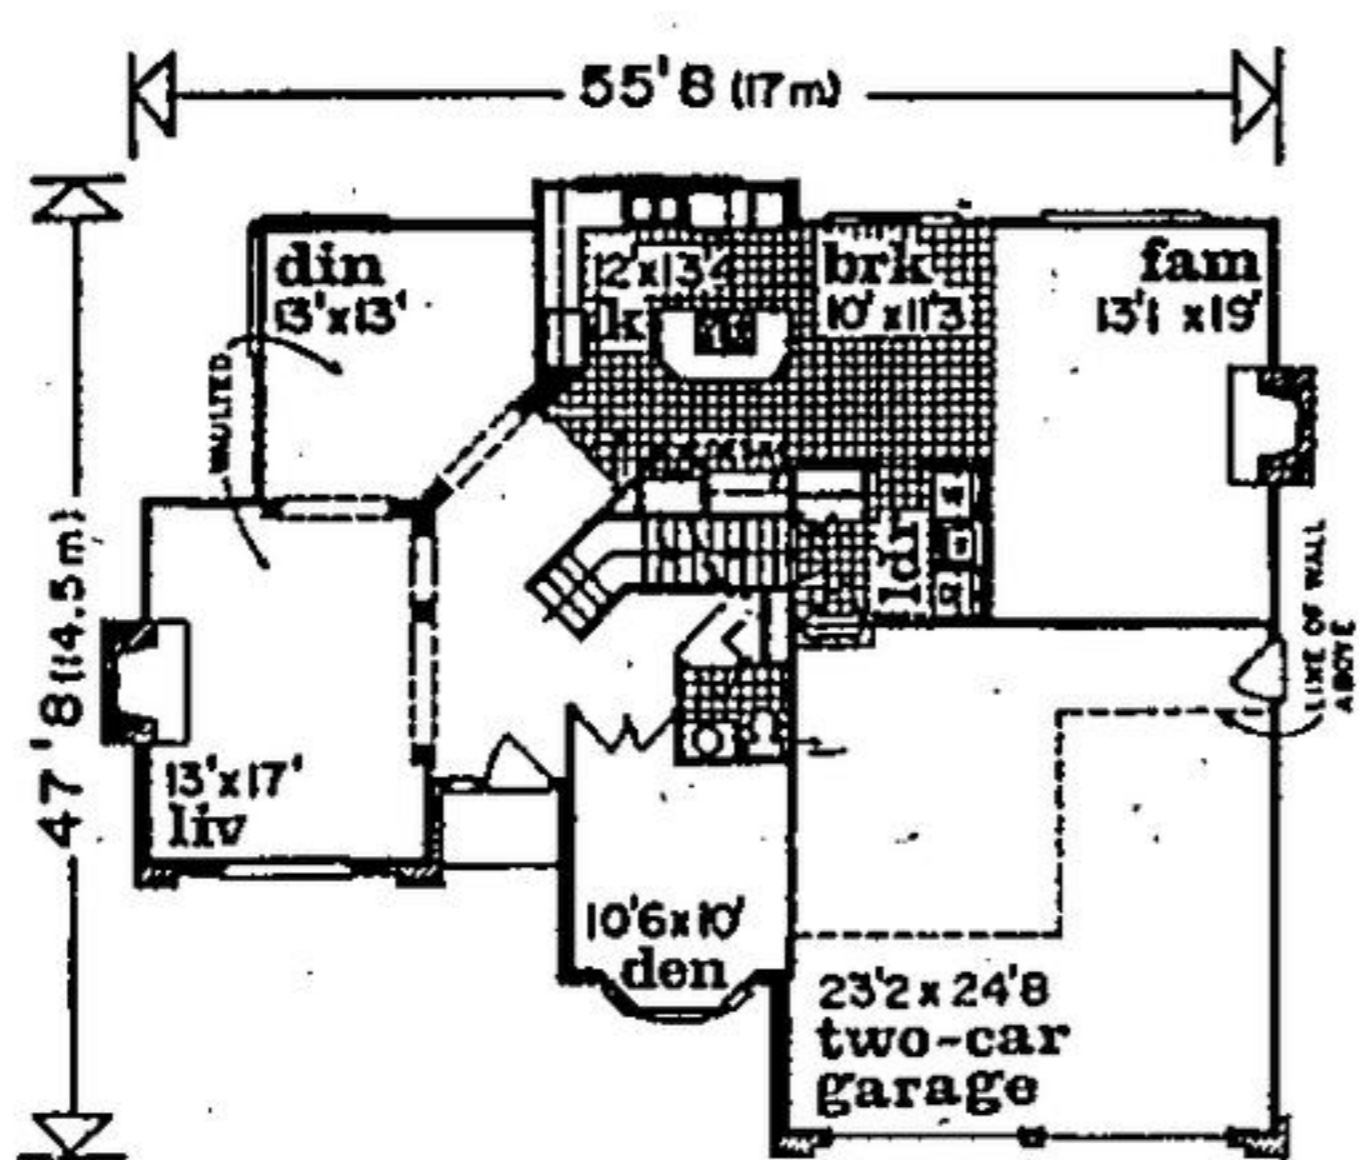 55'8 (17m)
47'8 (14.5m)
din
13'x13'
VAULTED
12'x13'4
k
brk
10'x11'3
fam
13'1 x19'
ldr
W
D
LINE OF WALL
ABOVE
13'x17'
liv
10'6x10'
den
23'2 x 24'8
two-car
garage